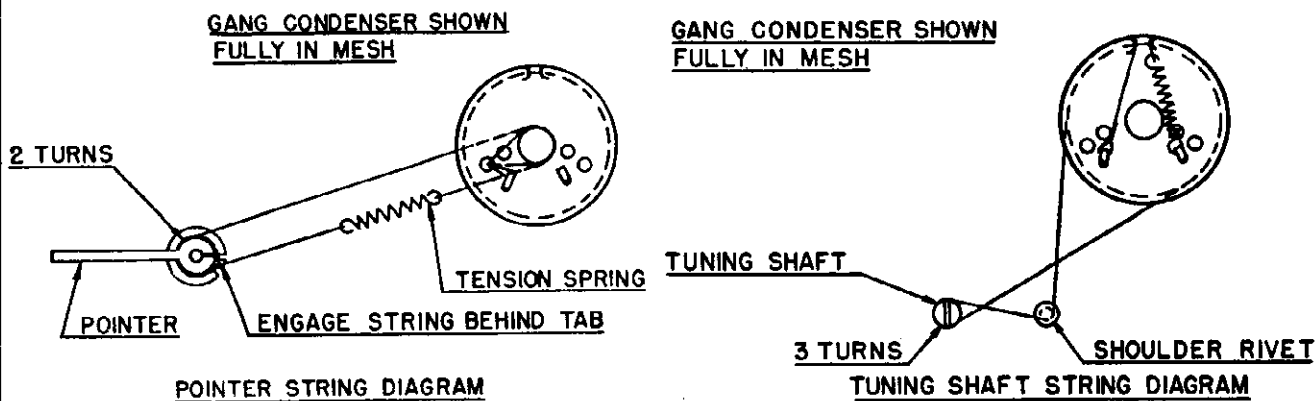 GANG CONDENSER SHOWN
FULLY IN MESH
2 TURNS
TENSION SPRING
POINTER
ENGAGE STRING BEHIND TAB
POINTER STRING DIAGRAM
GANG CONDENSER SHOWN
FULLY IN MESH
TUNING SHAFT
3 TURNS
SHOULDER RIVET
TUNING SHAFT STRING DIAGRAM